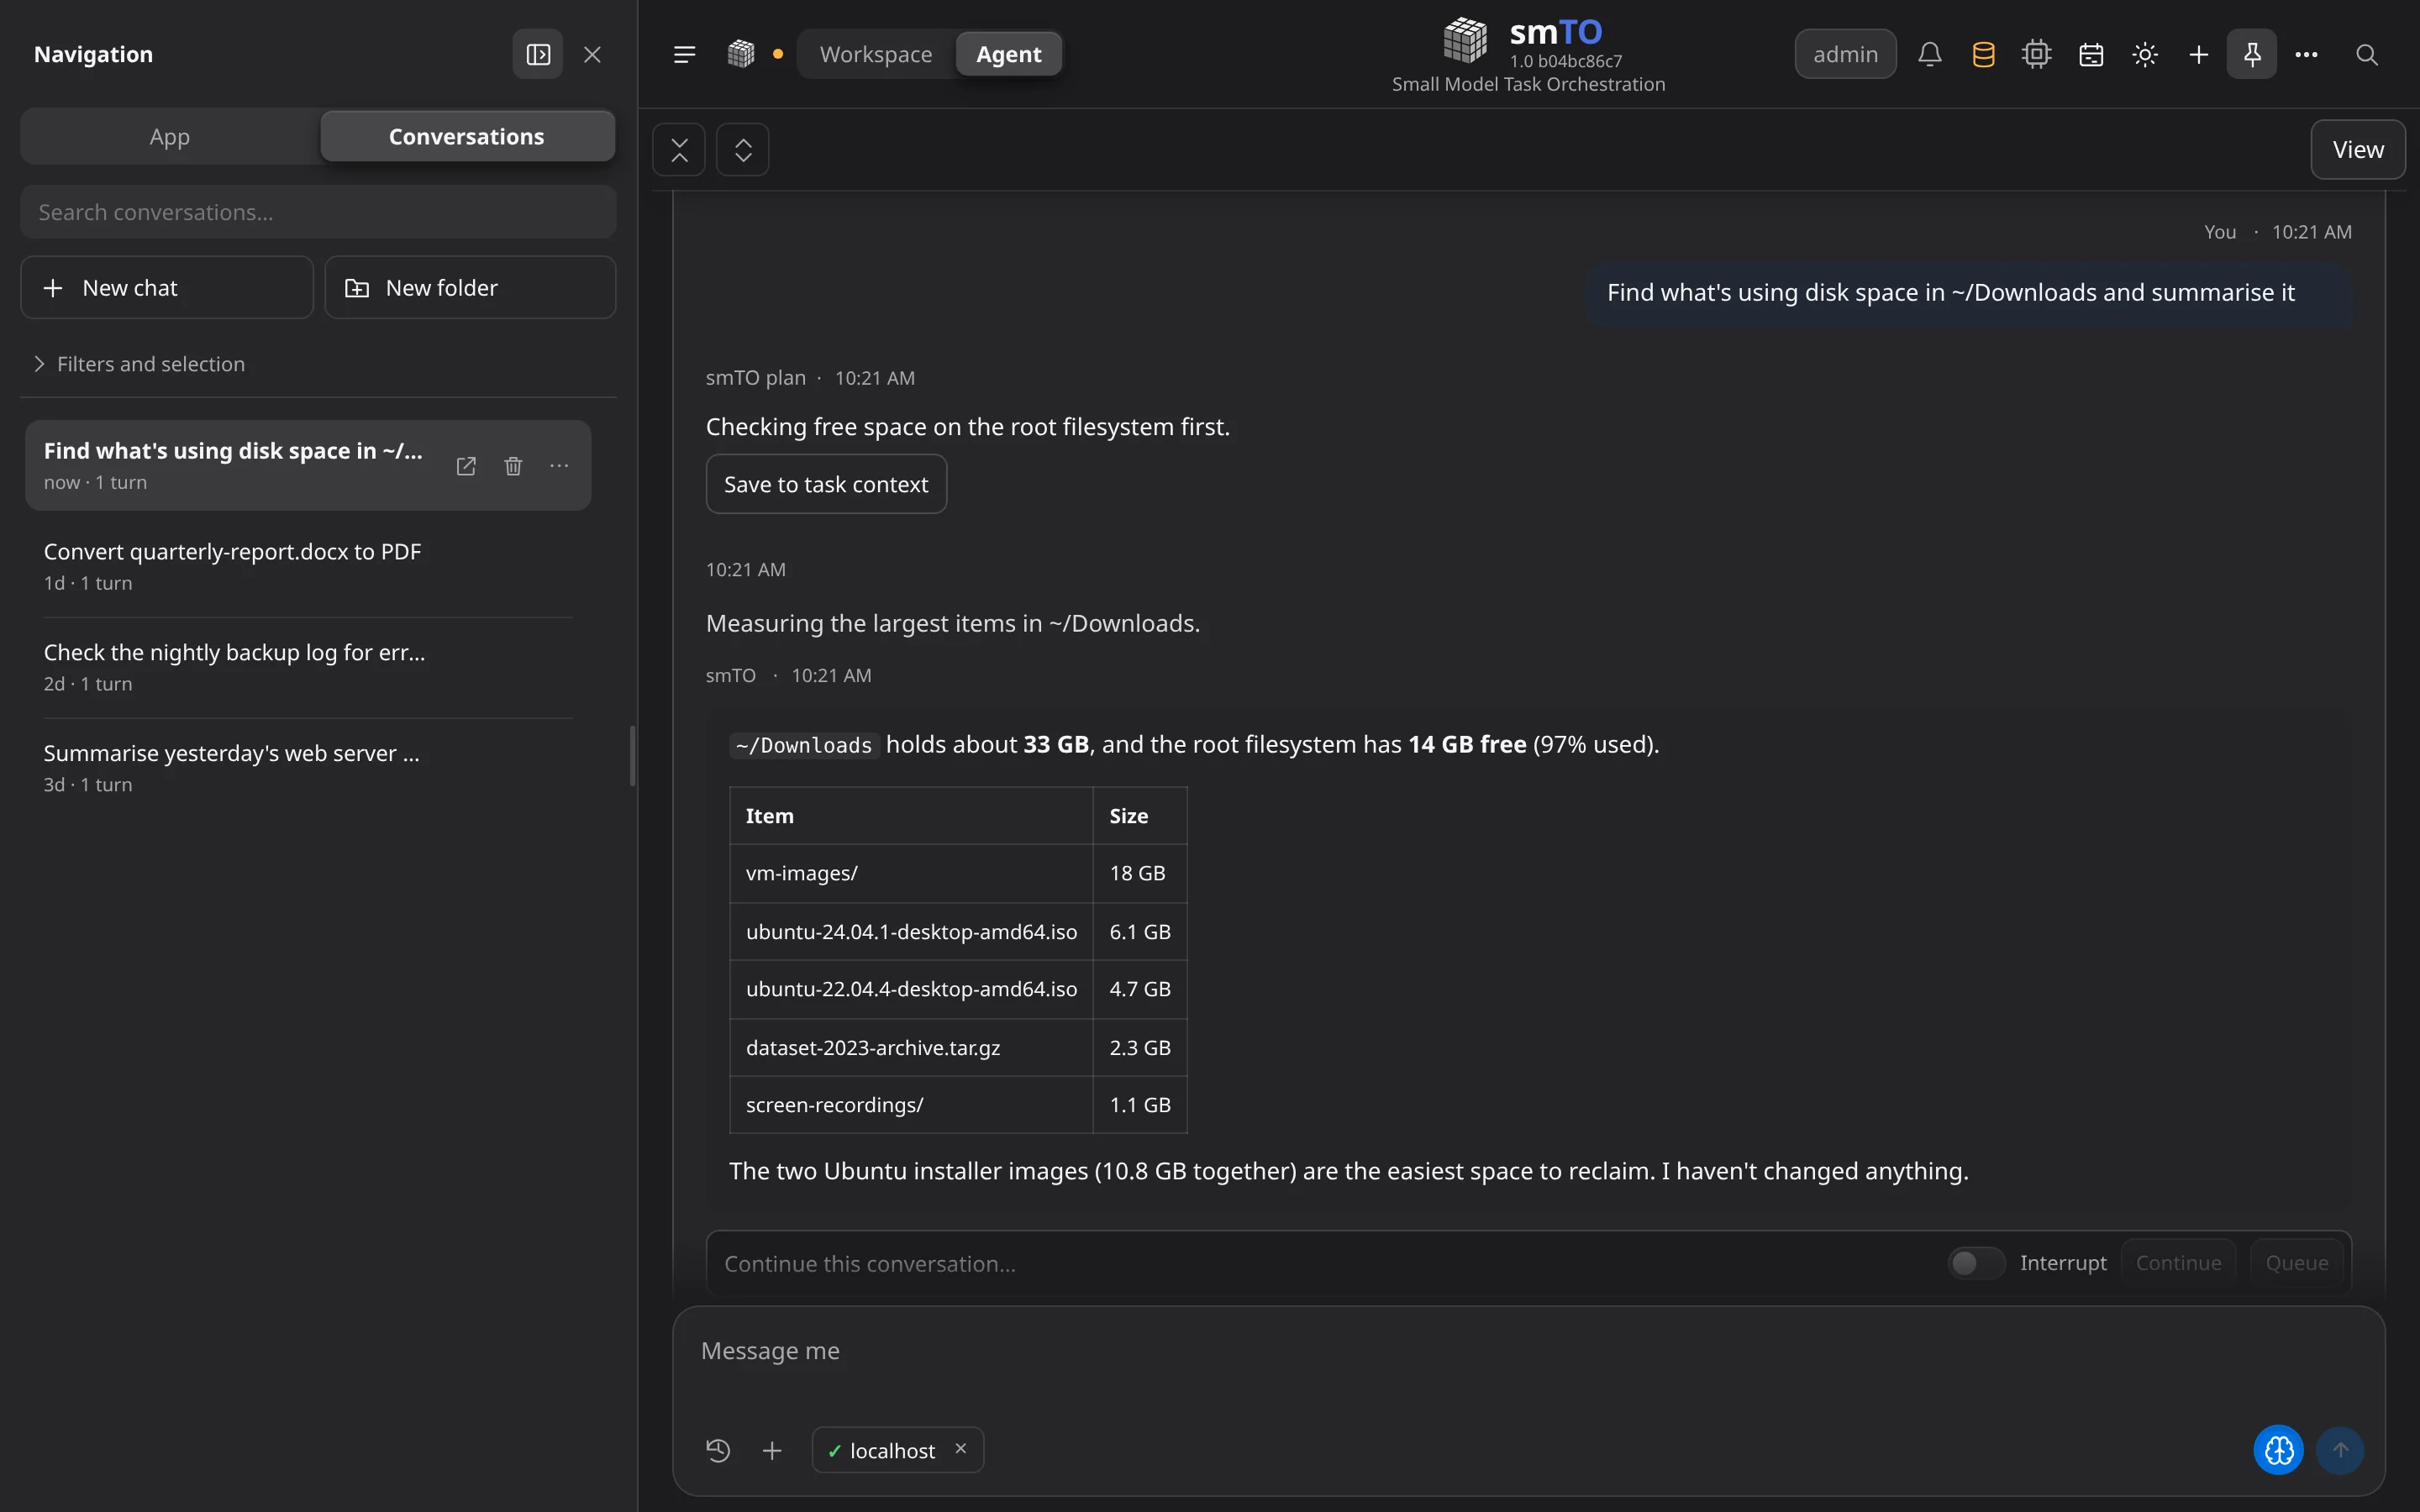 Navigation
App
Conversations
Search conversations...
New chat
New folder
Filters and selection
Find what's using disk space in ~/...
now · 1 turn
Convert quarterly-report.docx to PDF
1d · 1 turn
Check the nightly backup log for err...
2d · 1 turn
Summarise yesterday's web server ...
3d · 1 turn
Workspace
Agent
smTO
1.0 b04bc86c7
Small Model Task Orchestration
admin
View
You · 10:21 AM
Find what's using disk space in ~/Downloads and summarise it
smTO plan · 10:21 AM
Checking free space on the root filesystem first.
Save to task context
10:21 AM
Measuring the largest items in ~/Downloads.
smTO · 10:21 AM
~/Downloads holds about 33 GB, and the root filesystem has 14 GB free (97% used).
Item Size
vm-images/ 18 GB
ubuntu-24.04.1-desktop-amd64.iso 6.1 GB
ubuntu-22.04.4-desktop-amd64.iso 4.7 GB
dataset-2023-archive.tar.gz 2.3 GB
screen-recordings/ 1.1 GB
The two Ubuntu installer images (10.8 GB together) are the easiest space to reclaim. I haven't changed anything.
Continue this conversation...
Interrupt
Continue
Queue
Message me
✓ localhost ×